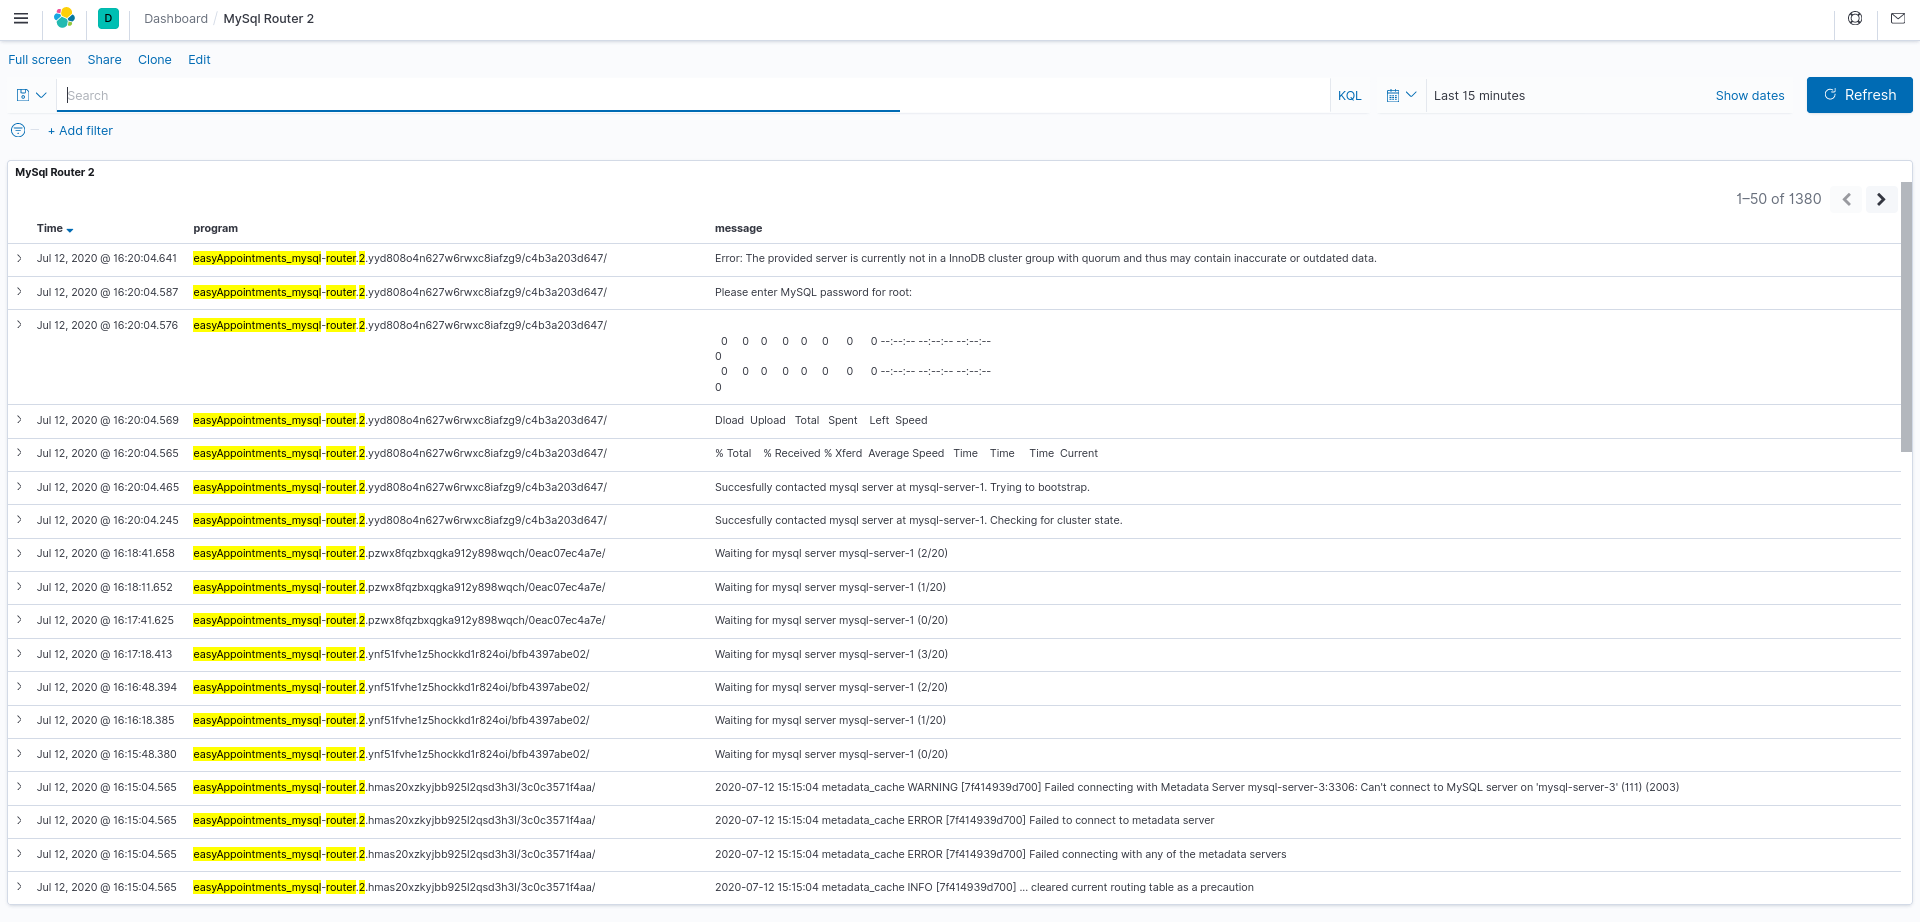 D Dashboard / MySql Router 2
Full screen Share Clone Edit
Search KQL Last 15 minutes Show dates Refresh
+ Add filter
MySql Router 2
1–50 of 1380
Time program message
Jul 12, 2020 @ 16:20:04.641 easyAppointments_mysql-router.2.yyd808o4n627w6rwxc8iafzg9/c4b3a203d647/ Error: The provided server is currently not in a InnoDB cluster group with quorum and thus may contain inaccurate or outdated data.
Jul 12, 2020 @ 16:20:04.587 easyAppointments_mysql-router.2.yyd808o4n627w6rwxc8iafzg9/c4b3a203d647/ Please enter MySQL password for root:
Jul 12, 2020 @ 16:20:04.576 easyAppointments_mysql-router.2.yyd808o4n627w6rwxc8iafzg9/c4b3a203d647/
0 0 0 0 0 0 0 0 --:--:-- --:--:-- --:--:--
0
0 0 0 0 0 0 0 0 --:--:-- --:--:-- --:--:--
0
Jul 12, 2020 @ 16:20:04.569 easyAppointments_mysql-router.2.yyd808o4n627w6rwxc8iafzg9/c4b3a203d647/ Dload Upload Total Spent Left Speed
Jul 12, 2020 @ 16:20:04.565 easyAppointments_mysql-router.2.yyd808o4n627w6rwxc8iafzg9/c4b3a203d647/ % Total % Received % Xferd Average Speed Time Time Time Current
Jul 12, 2020 @ 16:20:04.465 easyAppointments_mysql-router.2.yyd808o4n627w6rwxc8iafzg9/c4b3a203d647/ Succesfully contacted mysql server at mysql-server-1. Trying to bootstrap.
Jul 12, 2020 @ 16:20:04.245 easyAppointments_mysql-router.2.yyd808o4n627w6rwxc8iafzg9/c4b3a203d647/ Succesfully contacted mysql server at mysql-server-1. Checking for cluster state.
Jul 12, 2020 @ 16:18:41.658 easyAppointments_mysql-router.2.pzwx8fqzbxqgka912y898wqch/0eac07ec4a7e/ Waiting for mysql server mysql-server-1 (2/20)
Jul 12, 2020 @ 16:18:11.652 easyAppointments_mysql-router.2.pzwx8fqzbxqgka912y898wqch/0eac07ec4a7e/ Waiting for mysql server mysql-server-1 (1/20)
Jul 12, 2020 @ 16:17:41.625 easyAppointments_mysql-router.2.pzwx8fqzbxqgka912y898wqch/0eac07ec4a7e/ Waiting for mysql server mysql-server-1 (0/20)
Jul 12, 2020 @ 16:17:18.413 easyAppointments_mysql-router.2.ynf51fvhe1z5hockkd1r824oi/bfb4397abe02/ Waiting for mysql server mysql-server-1 (3/20)
Jul 12, 2020 @ 16:16:48.394 easyAppointments_mysql-router.2.ynf51fvhe1z5hockkd1r824oi/bfb4397abe02/ Waiting for mysql server mysql-server-1 (2/20)
Jul 12, 2020 @ 16:16:18.385 easyAppointments_mysql-router.2.ynf51fvhe1z5hockkd1r824oi/bfb4397abe02/ Waiting for mysql server mysql-server-1 (1/20)
Jul 12, 2020 @ 16:15:48.380 easyAppointments_mysql-router.2.ynf51fvhe1z5hockkd1r824oi/bfb4397abe02/ Waiting for mysql server mysql-server-1 (0/20)
Jul 12, 2020 @ 16:15:04.565 easyAppointments_mysql-router.2.hmas20xzkyjbb925l2qsd3h3l/3c0c3571f4aa/ 2020-07-12 15:15:04 metadata_cache WARNING [7f414939d700] Failed connecting with Metadata Server mysql-server-3:3306: Can't connect to MySQL server on 'mysql-server-3' (111) (2003)
Jul 12, 2020 @ 16:15:04.565 easyAppointments_mysql-router.2.hmas20xzkyjbb925l2qsd3h3l/3c0c3571f4aa/ 2020-07-12 15:15:04 metadata_cache ERROR [7f414939d700] Failed to connect to metadata server
Jul 12, 2020 @ 16:15:04.565 easyAppointments_mysql-router.2.hmas20xzkyjbb925l2qsd3h3l/3c0c3571f4aa/ 2020-07-12 15:15:04 metadata_cache ERROR [7f414939d700] Failed connecting with any of the metadata servers
Jul 12, 2020 @ 16:15:04.565 easyAppointments_mysql-router.2.hmas20xzkyjbb925l2qsd3h3l/3c0c3571f4aa/ 2020-07-12 15:15:04 metadata_cache INFO [7f414939d700] ... cleared current routing table as a precaution